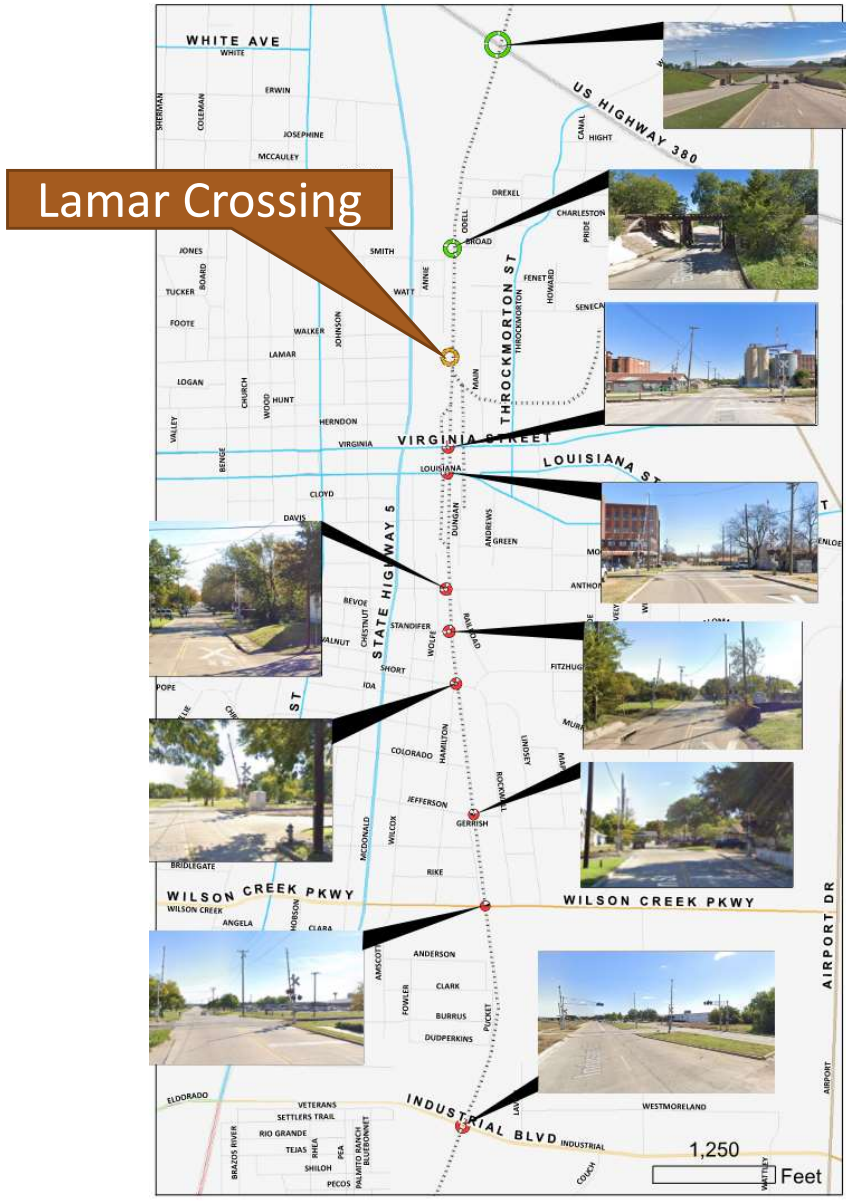 WHITE AVE
WHITE
ERWIN
SHERMAN
COLEMAN
JOSEPHINE
MCCAULEY
US HIGHWAY 380
CANAL
HIGHT
Lamar Crossing
DREXEL
CHARLESTON
PRIDE
ODELL
BROAD
JONES
BOARD
SMITH
ANNIE
WATT
TUCKER
FENET
HOWARD
SENECA
THROCKMORTON ST
THROCKMORTON
FOOTE
WALKER
JOHNSON
LAMAR
MAIN
LOGAN
CHURCH
WOOD
HUNT
VALLEY
HERNDON
VIRGINIA
VIRGINIA STREET
BENGE
LOUISIANA
LOUISIANA ST
CLOYD
DAVIS
DUNGAN
ANDREWS
GREEN
STATE HIGHWAY 5
BEVOE
CHESTNUT
STANDIFER
WOLFE
RAILROAD
SHORT
IDA
POPE
ST
HAMILTON
COLORADO
LINDSEY
ROCKWALL
JEFFERSON
GERRISH
MCDONALD
WILCOX
RIKE
BRIDLEGATE
WILSON CREEK PKWY
WILSON CREEK
WILSON CREEK PKWY
ANGELA
HOBSON
CLARA
AIRPORT DR
ANDERSON
AMSCOTT
FOWLER
CLARK
BURRUS
PUCKET
DUDPERKINS
AIRPORT
ELDORADO
VETERANS
SETTLERS TRAIL
RIO GRANDE
TEJAS
SHILOH
PECOS
BRAZOS RIVER
RHEA
PEA
PALMITO RANCH
BLUEBONNET
INDUSTRIAL BLVD
INDUSTRIAL
WESTMORELAND
COUCH
WATTLEY
1,250
Feet